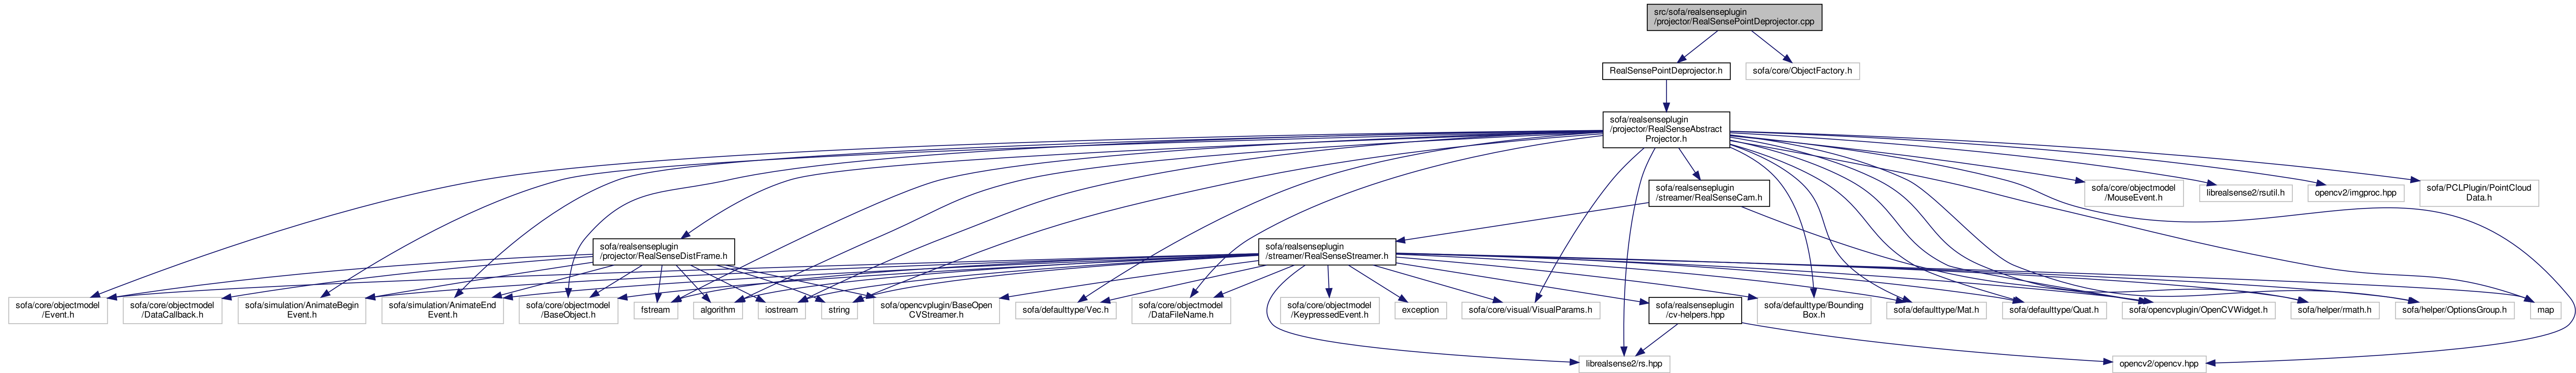 src/sofa/realsenseplugin
/projector/RealSensePointDeprojector.cpp
RealSensePointDeprojector.h
sofa/core/ObjectFactory.h
sofa/realsenseplugin
/projector/RealSenseAbstract
Projector.h
sofa/realsenseplugin
/streamer/RealSenseCam.h
sofa/core/objectmodel
/MouseEvent.h
librealsense2/rsutil.h
opencv2/imgproc.hpp
sofa/PCLPlugin/PointCloud
Data.h
sofa/realsenseplugin
/projector/RealSenseDistFrame.h
sofa/realsenseplugin
/streamer/RealSenseStreamer.h
sofa/core/objectmodel
/Event.h
sofa/core/objectmodel
/DataCallback.h
sofa/simulation/AnimateBegin
Event.h
sofa/simulation/AnimateEnd
Event.h
sofa/core/objectmodel
/BaseObject.h
fstream
algorithm
iostream
string
sofa/opencvplugin/BaseOpen
CVStreamer.h
sofa/defaulttype/Vec.h
sofa/core/objectmodel
/DataFileName.h
sofa/core/objectmodel
/KeypressedEvent.h
exception
sofa/core/visual/VisualParams.h
sofa/realsenseplugin
/cv-helpers.hpp
sofa/defaulttype/Bounding
Box.h
sofa/defaulttype/Mat.h
sofa/defaulttype/Quat.h
sofa/opencvplugin/OpenCVWidget.h
sofa/helper/rmath.h
sofa/helper/OptionsGroup.h
map
librealsense2/rs.hpp
opencv2/opencv.hpp